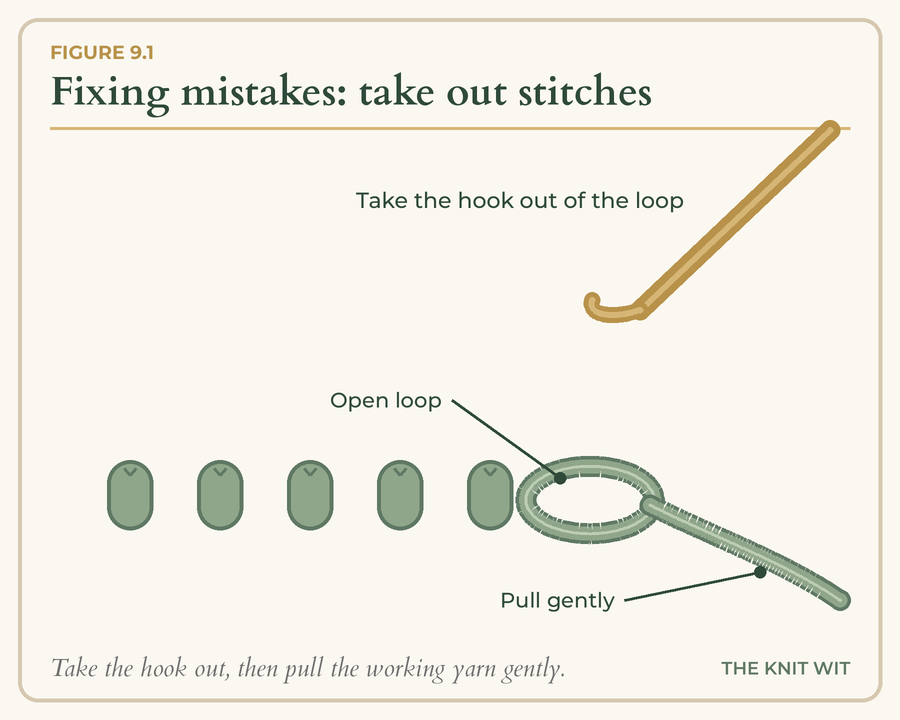 FIGURE 9.1
Fixing mistakes: take out stitches
Take the hook out of the loop
Open loop
Pull gently
Take the hook out, then pull the working yarn gently.
THE KNIT WIT